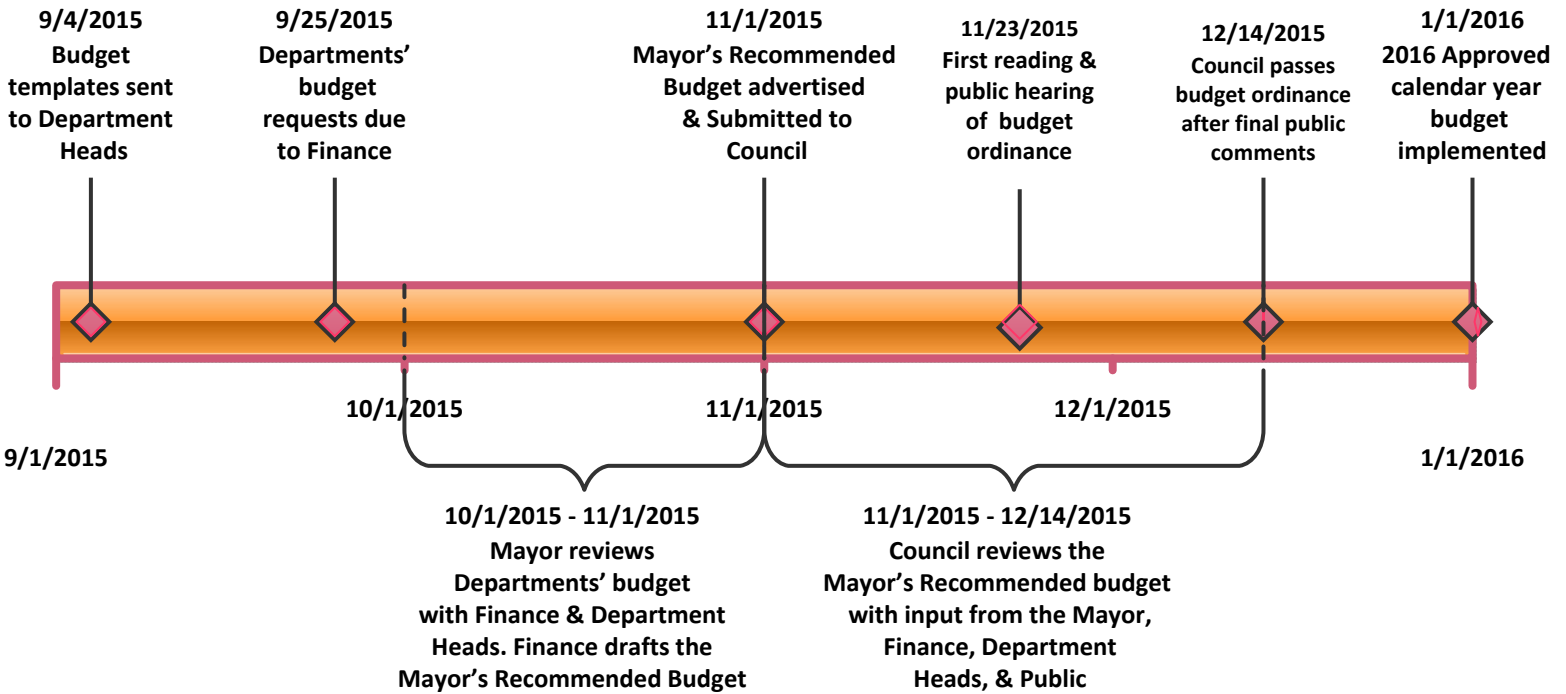 9/4/2015
Budget
templates sent
to Department
Heads
9/25/2015
Departments’
budget
requests due
to Finance
11/1/2015
Mayor’s Recommended
Budget advertised
& Submitted to
Council
11/23/2015
First reading &
public hearing
of budget
ordinance
12/14/2015
Council passes
budget ordinance
after final public
comments
1/1/2016
2016 Approved
calendar year
budget
implemented
10/1/2015
11/1/2015
12/1/2015
9/1/2015
1/1/2016
10/1/2015 - 11/1/2015
Mayor reviews
Departments’ budget
with Finance & Department
Heads. Finance drafts the
Mayor’s Recommended Budget
11/1/2015 - 12/14/2015
Council reviews the
Mayor’s Recommended budget
with input from the Mayor,
Finance, Department
Heads, & Public